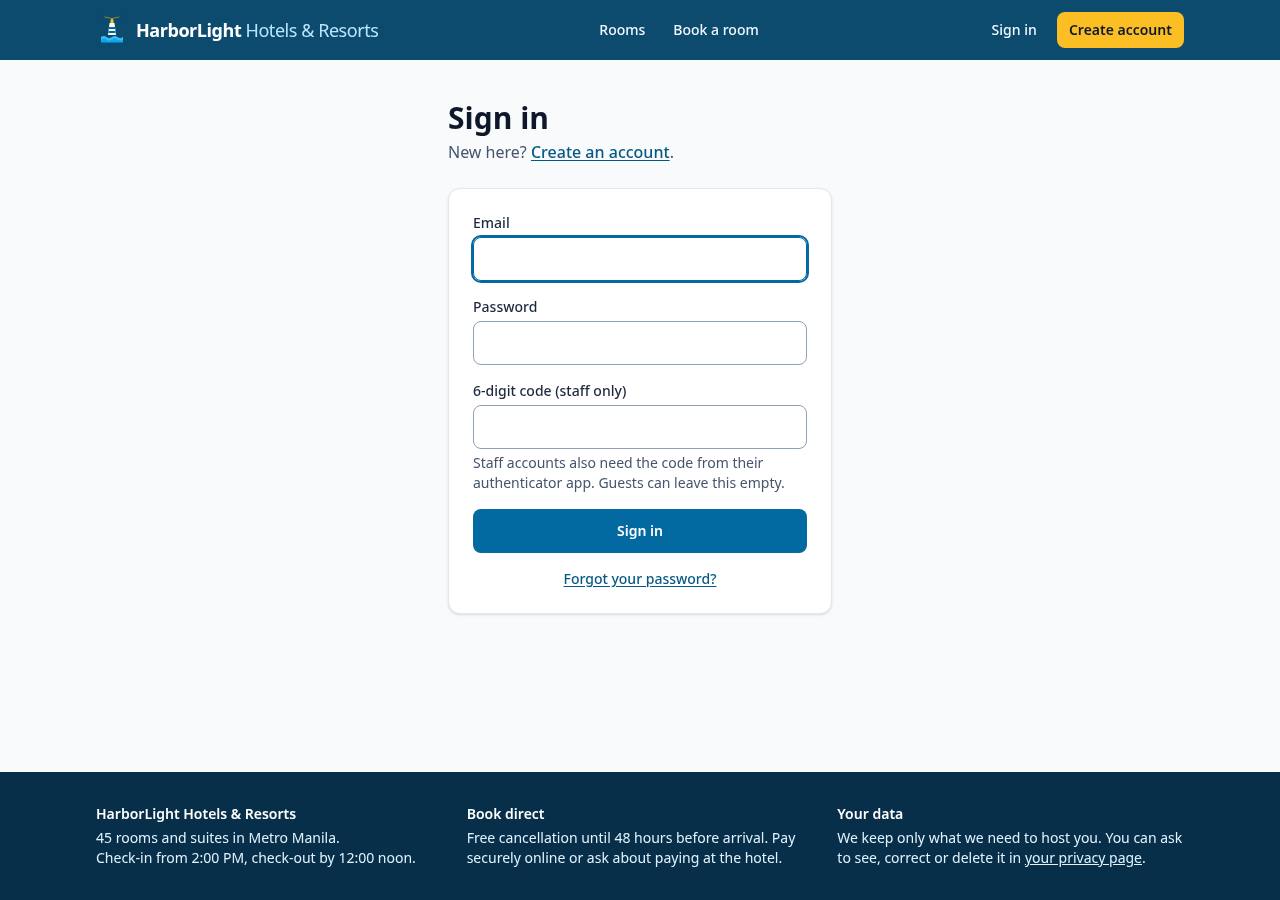 HarborLight Hotels & Resorts
Rooms
Book a room
Sign in
Create account
Sign in
New here? Create an account.
Email
Password
6-digit code (staff only)
Staff accounts also need the code from their
authenticator app. Guests can leave this empty.
Sign in
Forgot your password?
HarborLight Hotels & Resorts
45 rooms and suites in Metro Manila.
Check-in from 2:00 PM, check-out by 12:00 noon.
Book direct
Free cancellation until 48 hours before arrival. Pay
securely online or ask about paying at the hotel.
Your data
We keep only what we need to host you. You can ask
to see, correct or delete it in your privacy page.